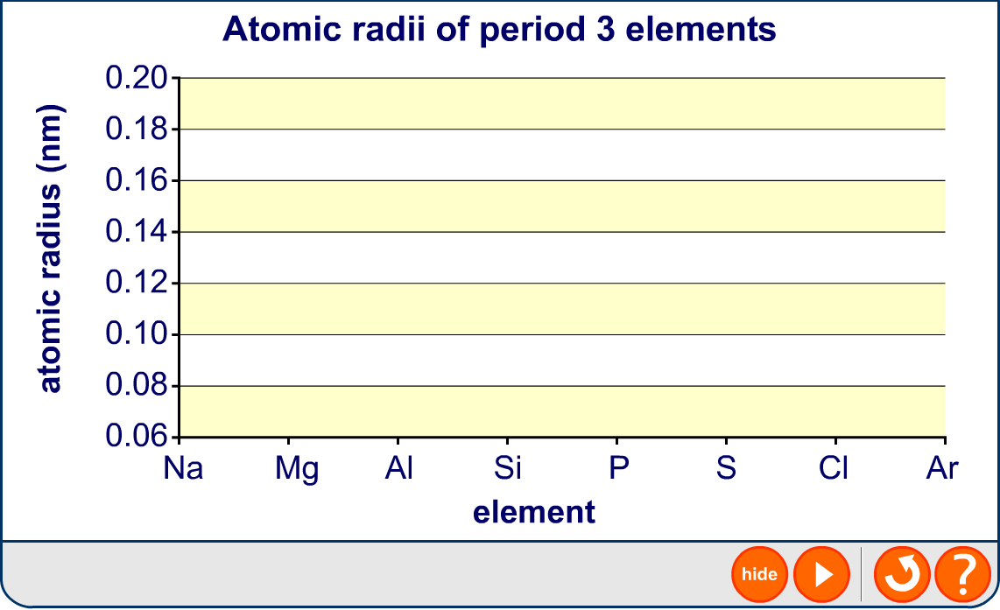 Atomic radii of period 3 elements
atomic radius (nm)
0.20
0.18
0.16
0.14
0.12
0.10
0.08
0.06
Na Mg Al Si P S Cl Ar
element
hide ?